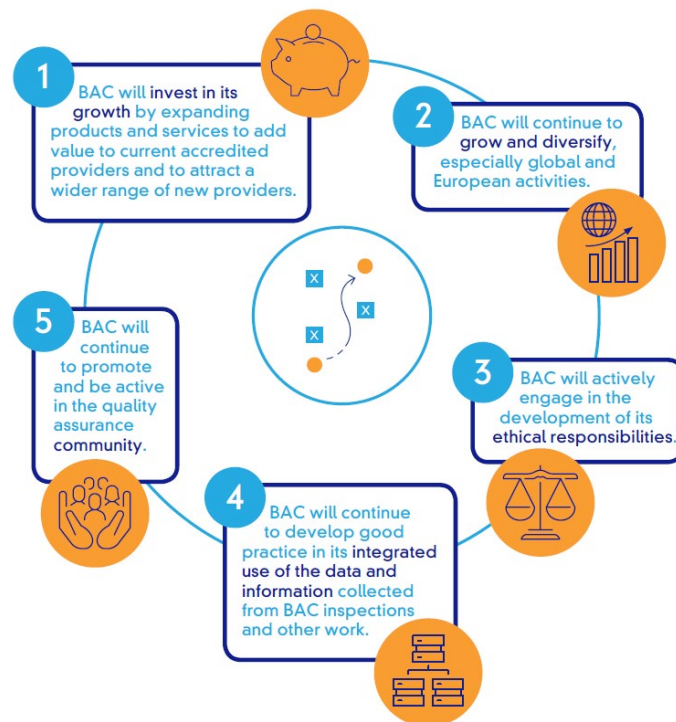 1
BAC will invest in its
growth by expanding
products and services to add
value to current accredited
providers and to attract a
wider range of new providers.
2
BAC will continue to
grow and diversify,
especially global and
European activities.
3
BAC will actively
engage in the
development of its
ethical responsibilities.
4
BAC will continue
to develop good
practice in its integrated
use of the data and
information collected
from BAC inspections
and other work.
5
BAC will
continue
to promote
and be active
in the quality
assurance
community.
X
X
X